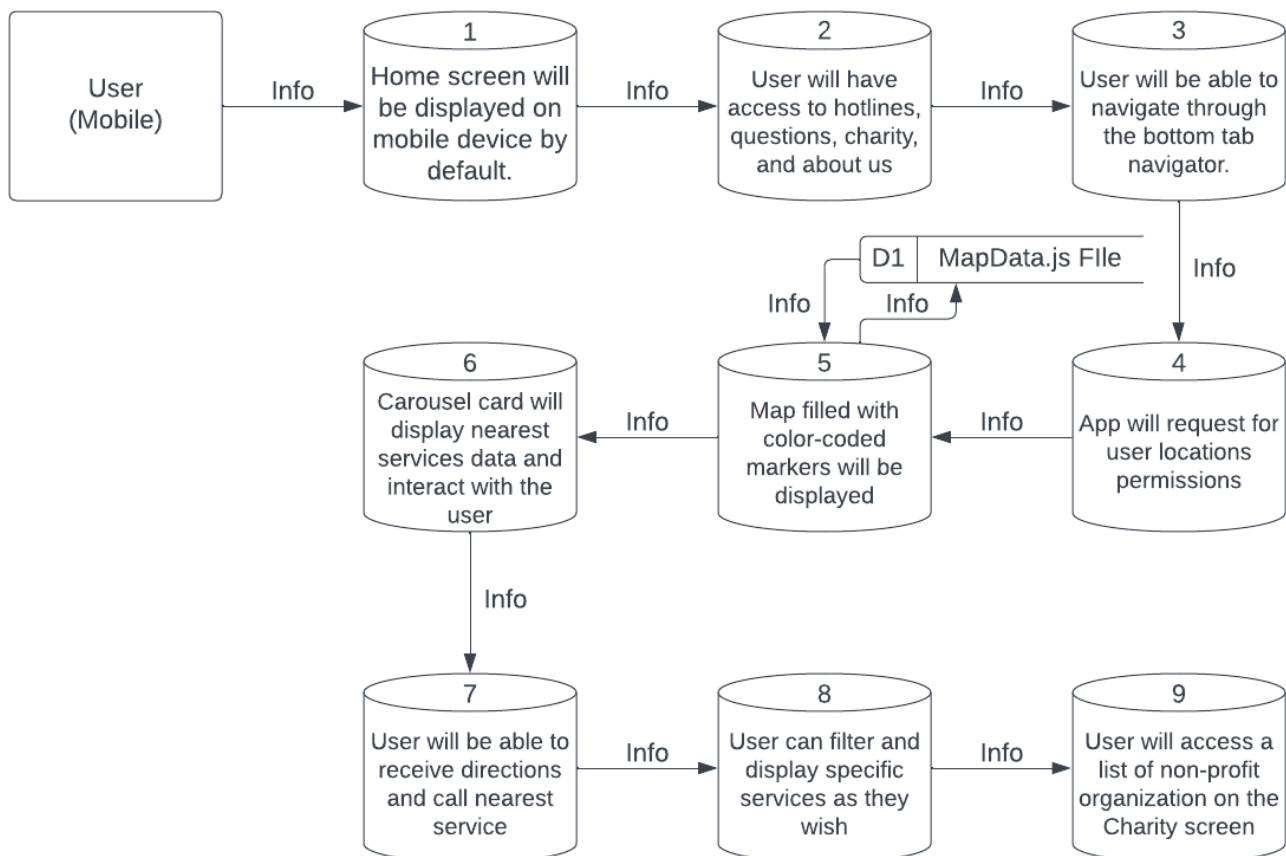 User
(Mobile)
Info
1
Home screen will
be displayed on
mobile device by
default.
Info
2
User will have
access to hotlines,
questions, charity,
and about us
Info
3
User will be able to
navigate through
the bottom tab
navigator.
Info
D1 MapData.js FIle
Info
Info
4
App will request for
user locations
permissions
Info
5
Map filled with
color-coded
markers will be
displayed
Info
6
Carousel card will
display nearest
services data and
interact with the
user
Info
7
User will be able to
receive directions
and call nearest
service
Info
8
User can filter and
display specific
services as they
wish
Info
9
User will access a
list of non-profit
organization on the
Charity screen